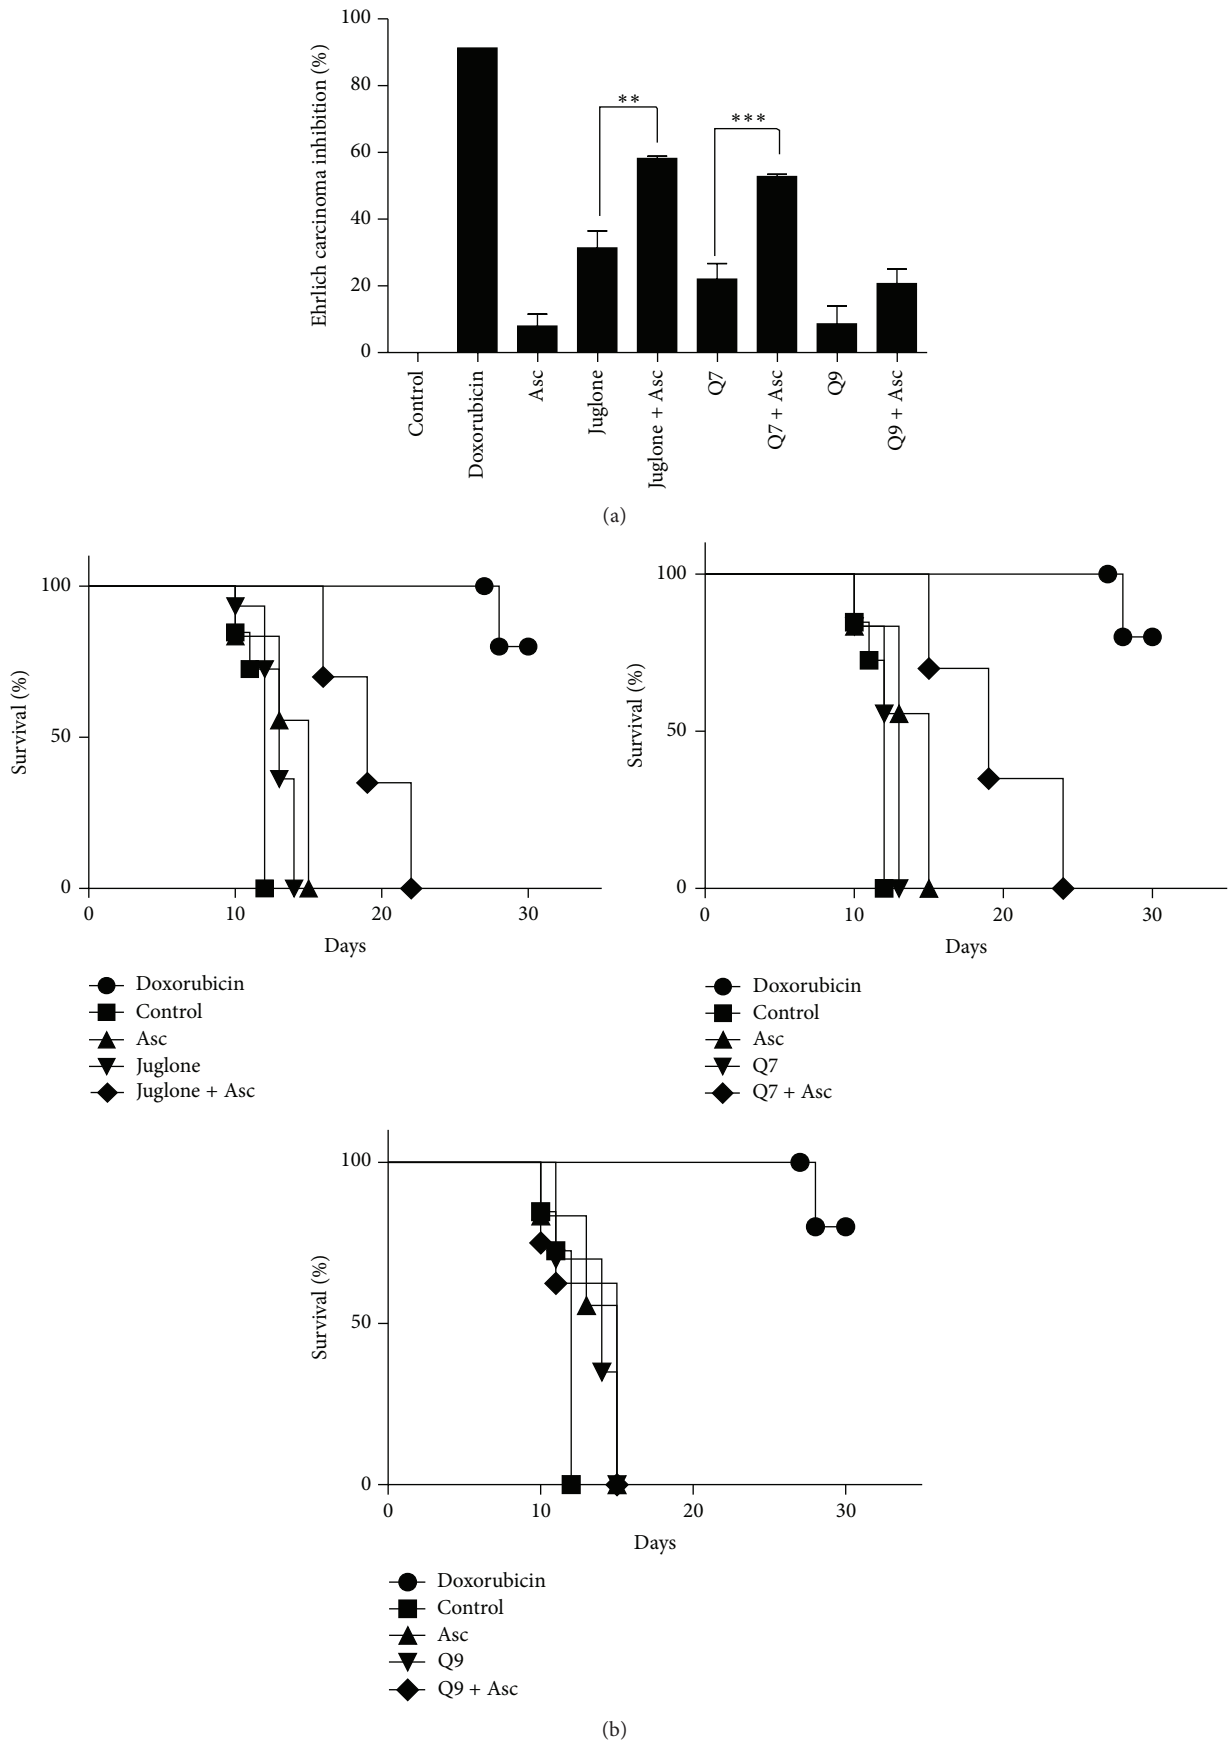 Ehrlich carcinoma inhibition (%)
100
80
60
40
20
0
**
***
Control
Doxorubicin
Asc
Juglone
Juglone + Asc
Q7
Q7 + Asc
Q9
Q9 + Asc
(a)
Survival (%)
100
50
0
0 10 20 30
Days
Doxorubicin
Control
Asc
Juglone
Juglone + Asc
Survival (%)
100
50
0
0 10 20 30
Days
Doxorubicin
Control
Asc
Q7
Q7 + Asc
Survival (%)
100
50
0
0 10 20 30
Days
Doxorubicin
Control
Asc
Q9
Q9 + Asc
(b)